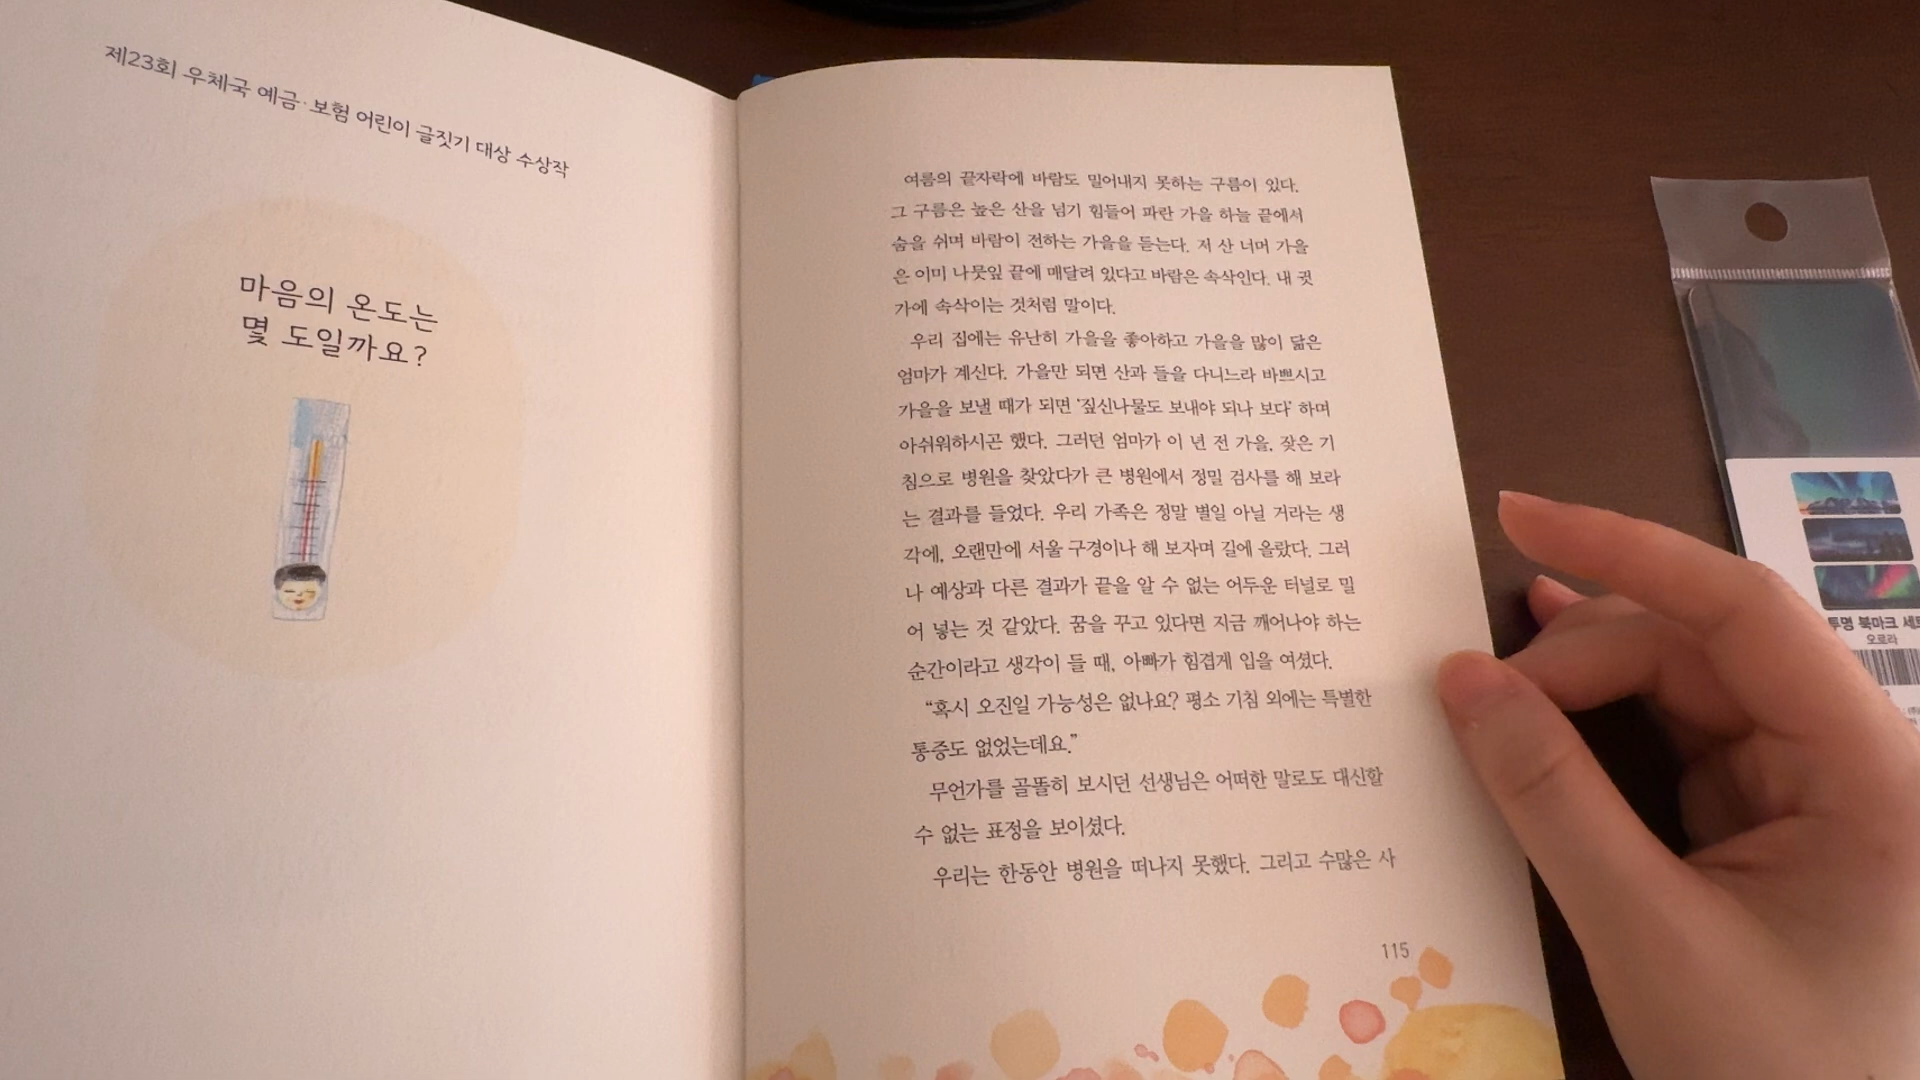 제23회 우체국 예금·보험 어린이 글짓기 대상 수상작
마음의 온도는
몇 도일까요?
여름의 끝자락에 바람도 밀어내지 못하는 구름이 있다.
그 구름은 높은 산을 넘기 힘들어 파란 가을 하늘 끝에서
숨을 쉬며 바람이 전하는 가을을 듣는다. 저 산 너머 가을
은 이미 나뭇잎 끝에 매달려 있다고 바람은 속삭인다. 내 귓
가에 속삭이는 것처럼 말이다.
우리 집에는 유난히 가을을 좋아하고 가을을 많이 닮은
엄마가 계신다. 가을만 되면 산과 들을 다니느라 바쁘시고
가을을 보낼 때가 되면 '짚신나물도 보내야 되나 보다' 하며
아쉬워하시곤 했다. 그러던 엄마가 이 년 전 가을, 잦은 기
침으로 병원을 찾았다가 큰 병원에서 정밀 검사를 해 보라
는 결과를 들었다. 우리 가족은 정말 별일 아닐 거라는 생
각에, 오랜만에 서울 구경이나 해 보자며 길에 올랐다. 그러
나 예상과 다른 결과가 끝을 알 수 없는 어두운 터널로 밀
어 넣는 것 같았다. 꿈을 꾸고 있다면 지금 깨어나야 하는
순간이라고 생각이 들 때, 아빠가 힘겹게 입을 여셨다.
"혹시 오진일 가능성은 없나요? 평소 기침 외에는 특별한
통증도 없었는데요."
무언가를 골똘히 보시던 선생님은 어떠한 말로도 대신할
수 없는 표정을 보이셨다.
우리는 한동안 병원을 떠나지 못했다. 그리고 수많은 사
115
투명 북마크 세트
오로라